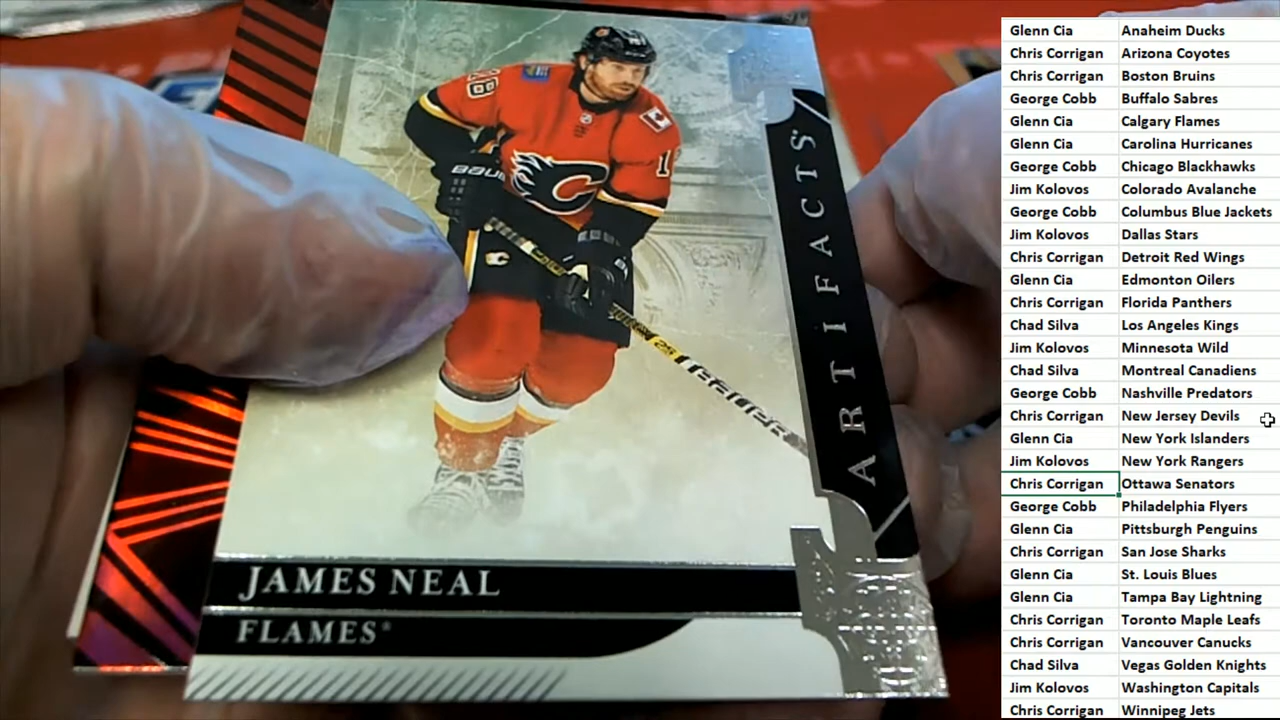 18
1
BAUER
C
ARTIFACTS
JAMES NEAL
FLAMES
Glenn Cia Anaheim Ducks
Chris Corrigan Arizona Coyotes
Chris Corrigan Boston Bruins
George Cobb Buffalo Sabres
Glenn Cia Calgary Flames
Glenn Cia Carolina Hurricanes
George Cobb Chicago Blackhawks
Jim Kolovos Colorado Avalanche
George Cobb Columbus Blue Jackets
Jim Kolovos Dallas Stars
Chris Corrigan Detroit Red Wings
Glenn Cia Edmonton Oilers
Chris Corrigan Florida Panthers
Chad Silva Los Angeles Kings
Jim Kolovos Minnesota Wild
Chad Silva Montreal Canadiens
George Cobb Nashville Predators
Chris Corrigan New Jersey Devils
Glenn Cia New York Islanders
Jim Kolovos New York Rangers
Chris Corrigan Ottawa Senators
George Cobb Philadelphia Flyers
Glenn Cia Pittsburgh Penguins
Chris Corrigan San Jose Sharks
Glenn Cia St. Louis Blues
Glenn Cia Tampa Bay Lightning
Chris Corrigan Toronto Maple Leafs
Chris Corrigan Vancouver Canucks
Chad Silva Vegas Golden Knights
Jim Kolovos Washington Capitals
Chris Corrigan Winnipeg Jets